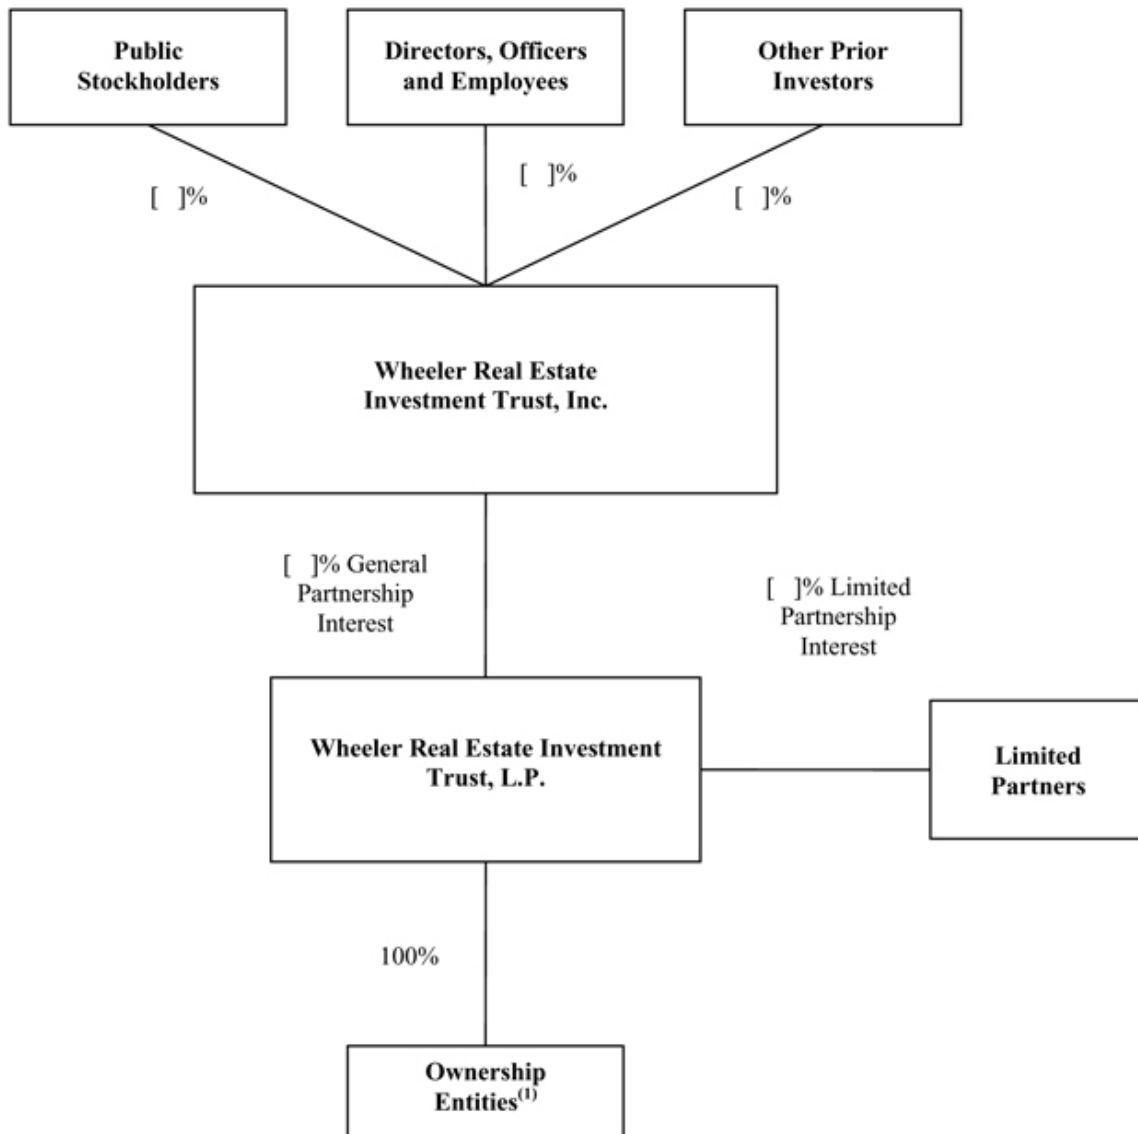 Public
Stockholders
Directors, Officers
and Employees
Other Prior
Investors
[ ]%
[ ]%
[ ]%
Wheeler Real Estate
Investment Trust, Inc.
[ ]% General
Partnership
Interest
[ ]% Limited
Partnership
Interest
Wheeler Real Estate Investment
Trust, L.P.
Limited
Partners
100%
Ownership
Entities(1)